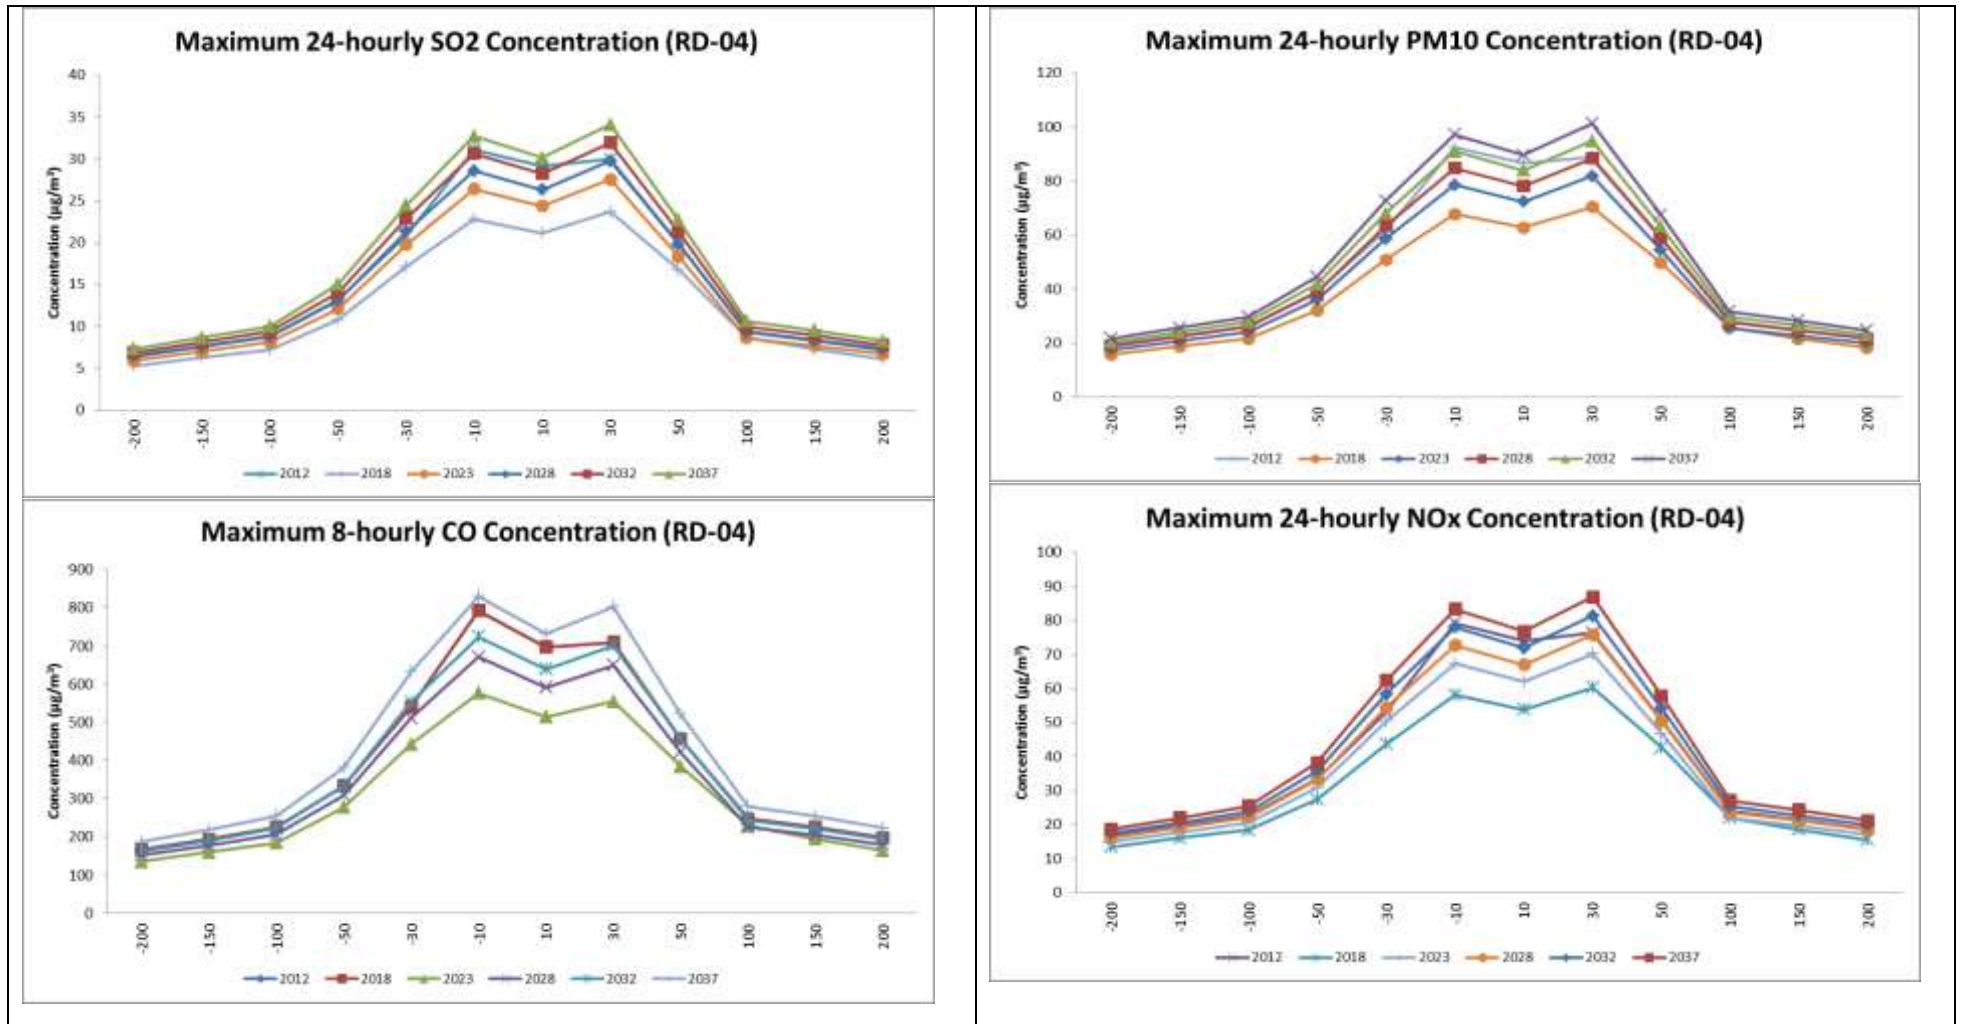 Maximum 24-hourly SO2 Concentration (RD-04)
Concentration (µg/m³)
40
35
30
25
20
15
10
5
0
-200 -150 -100 -50 -30 -10 10 30 50 100 150 200
2012 2018 2023 2028 2032 2037
Maximum 24-hourly PM10 Concentration (RD-04)
Concentration (µg/m³)
120
100
80
60
40
20
0
-200 -150 -100 -50 -30 -10 10 30 50 100 150 200
2012 2018 2023 2028 2032 2037
Maximum 8-hourly CO Concentration (RD-04)
Concentration (µg/m³)
900
800
700
600
500
400
300
200
100
0
-200 -150 -100 -50 -30 -10 10 30 50 100 150 200
2012 2018 2023 2028 2032 2037
Maximum 24-hourly NOx Concentration (RD-04)
Concentration (µg/m³)
100
90
80
70
60
50
40
30
20
10
0
-200 -150 -100 -50 -30 -10 10 30 50 100 150 200
2012 2018 2023 2028 2032 2037